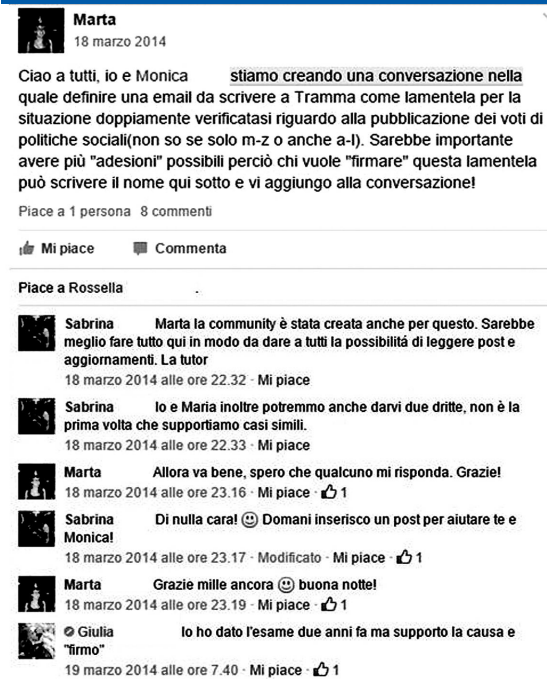 Marta
18 marzo 2014
Ciao a tutti, io e Monica stiamo creando una conversazione nella
quale definire una email da scrivere a Tramma come lamentela per la
situazione doppiamente verificatasi riguardo alla pubblicazione dei voti di
politiche sociali(non so se solo m-z o anche a-l). Sarebbe importante
avere più "adesioni" possibili perciò chi vuole "firmare" questa lamentela
può scrivere il nome qui sotto e vi aggiungo alla conversazione!
Piace a 1 persona 8 commenti
Mi piace Commenta
Piace a Rossella .
Sabrina Marta la community è stata creata anche per questo. Sarebbe
meglio fare tutto qui in modo da dare a tutti la possibilitá di leggere post e
aggiornamenti. La tutor
18 marzo 2014 alle ore 22.32 · Mi piace
Sabrina Io e Maria inoltre potremmo anche darvi due dritte, non è la
prima volta che supportiamo casi simili.
18 marzo 2014 alle ore 22.33 · Mi piace
Marta Allora va bene, spero che qualcuno mi risponda. Grazie!
18 marzo 2014 alle ore 23.16 · Mi piace · 1
Sabrina Di nulla cara! Domani inserisco un post per aiutare te e
Monica!
18 marzo 2014 alle ore 23.17 · Modificato · Mi piace · 1
Marta Grazie mille ancora buona notte!
18 marzo 2014 alle ore 23.19 · Mi piace · 1
Giulia Io ho dato l'esame due anni fa ma supporto la causa e
"firmo"
19 marzo 2014 alle ore 7.40 · Mi piace · 1